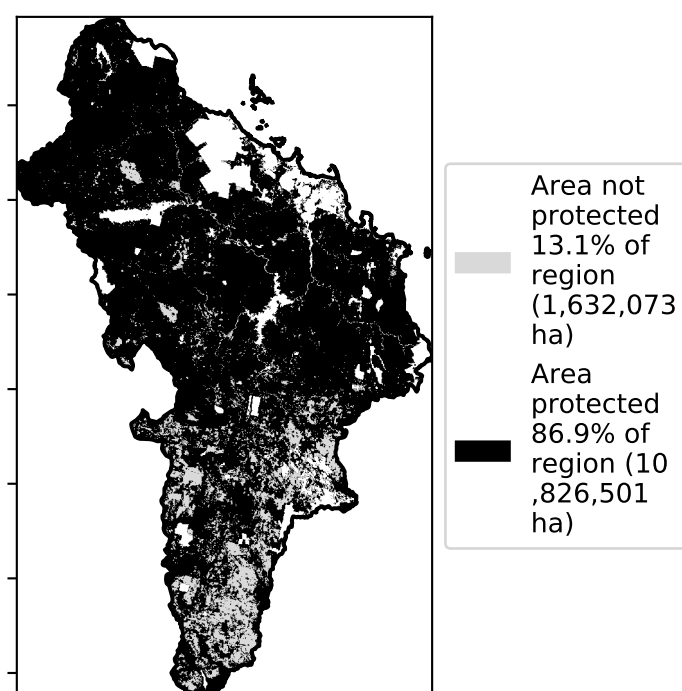 Area not
protected
13.1% of
region
(1,632,073
ha)
Area
protected
86.9% of
region (10
,826,501
ha)